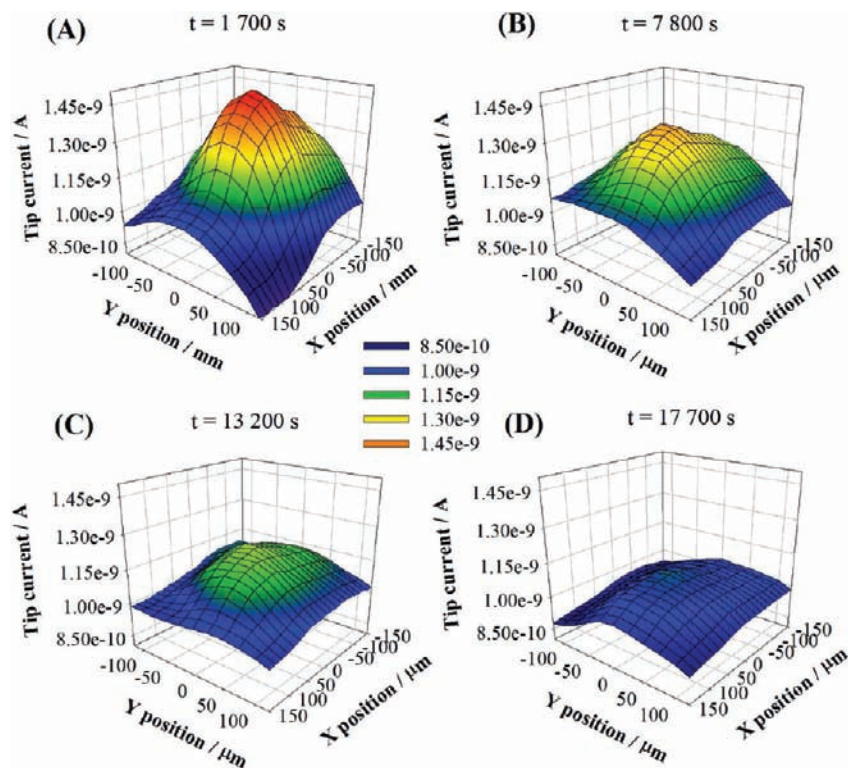 (A)
t = 1 700 s
1.45e-9
1.30e-9
1.15e-9
1.00e-9
8.50e-10
Tip current / A
-100
-50
0
50
100
Y position / mm
150
100
50
0
-50
-100
-150
X position / mm
(B)
t = 7 800 s
1.45e-9
1.30e-9
1.15e-9
1.00e-9
8.50e-10
Tip current / A
-100
-50
0
50
100
Y position / μm
150
100
50
0
-50
-100
-150
X position / μm
8.50e-10
1.00e-9
1.15e-9
1.30e-9
1.45e-9
(C)
t = 13 200 s
1.45e-9
1.30e-9
1.15e-9
1.00e-9
8.50e-10
Tip current / A
-100
-50
0
50
100
Y position / μm
150
100
50
0
-50
-100
-150
X position / μm
(D)
t = 17 700 s
1.45e-9
1.30e-9
1.15e-9
1.00e-9
8.50e-10
Tip current / A
-100
-50
0
50
100
Y position / μm
150
100
50
0
-50
-100
-150
X position / μm